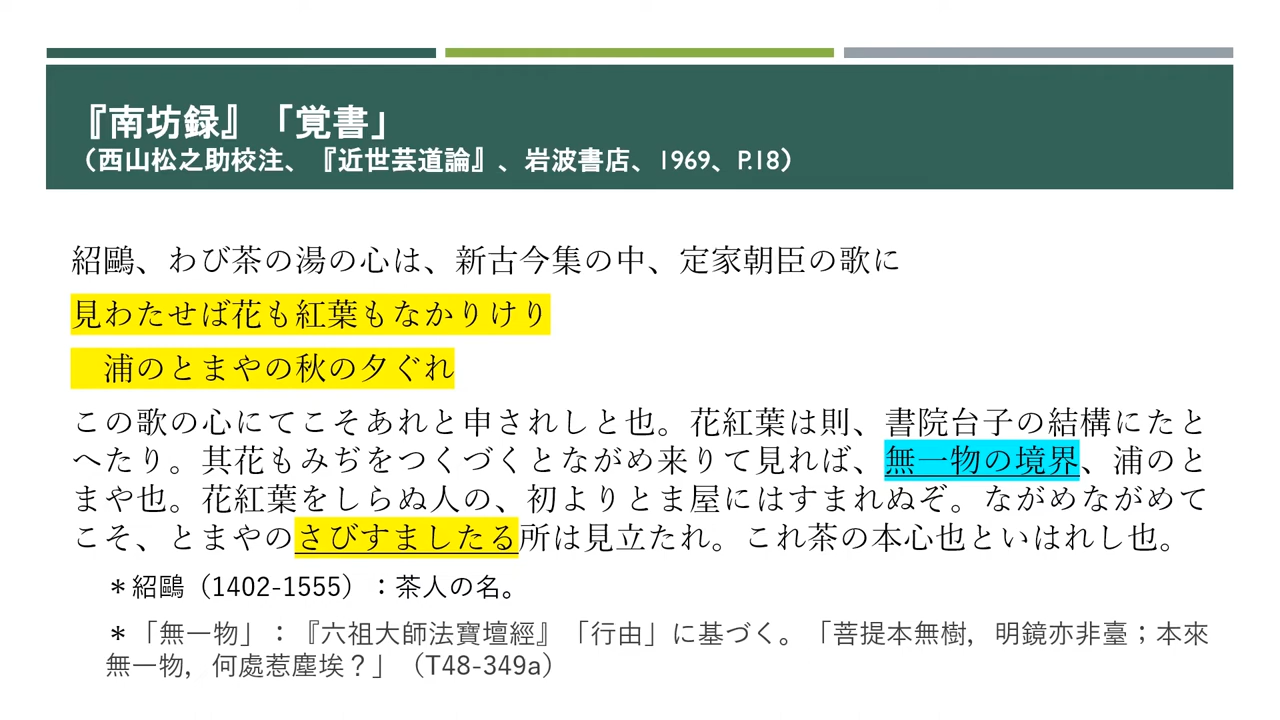 『南坊録』「覚書」
（西山松之助校注、『近世芸道論』、岩波書店、1969、P.18）
紹鷗、わび茶の湯の心は、新古今集の中、定家朝臣の歌に
見わたせば花も紅葉もなかりけり
浦のとまやの秋の夕ぐれ
この歌の心にてこそあれと申されしと也。花紅葉は則、書院台子の結構にたと
へたり。其花もみぢをつくづくとながめ来りて見れば、無一物の境界、浦のと
まや也。花紅葉をしらぬ人の、初よりとま屋にはすまれぬぞ。ながめながめて
こそ、とまやのさびすましたる所は見立たれ。これ茶の本心也といはれし也。
＊紹鷗（1402-1555）：茶人の名。
＊「無一物」：『六祖大師法寶壇經』「行由」に基づく。「菩提本無樹，明鏡亦非臺；本來
無一物，何處惹塵埃？」（T48-349a）